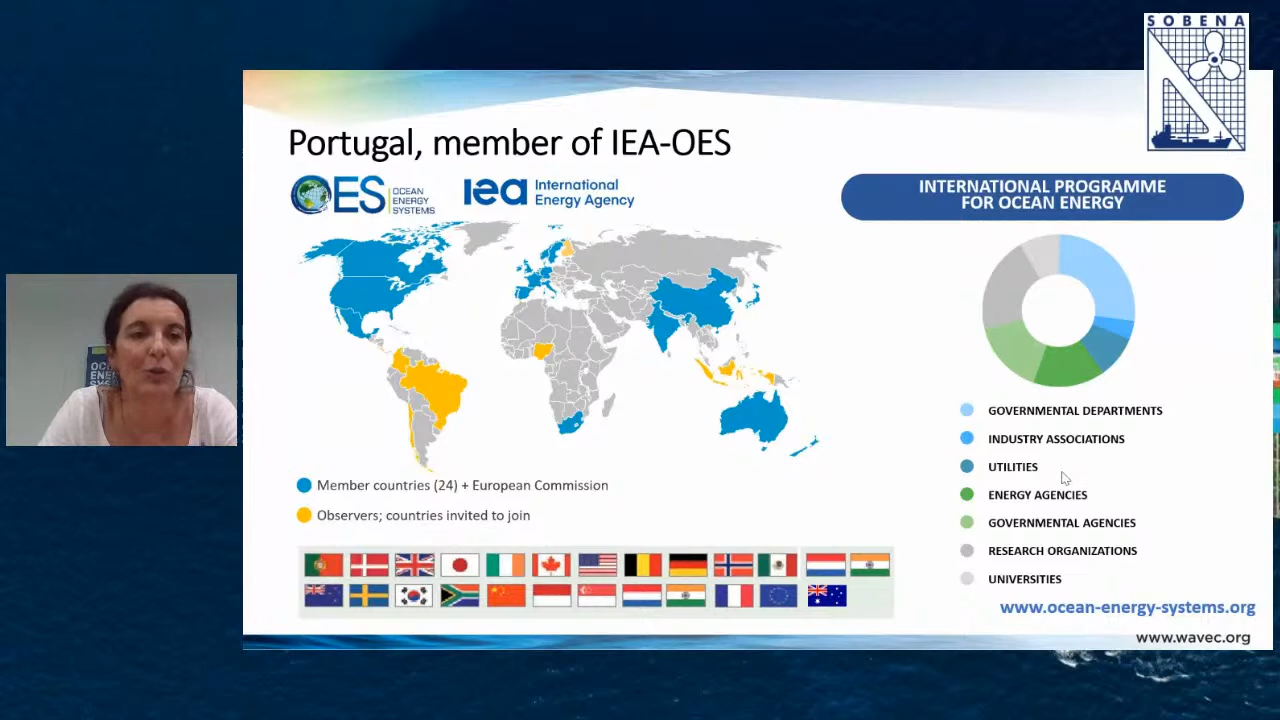 SOBENA
Portugal, member of IEA-OES
OES
OCEAN
ENERGY
SYSTEMS
iea
International
Energy Agency
INTERNATIONAL PROGRAMME
FOR OCEAN ENERGY
GOVERNMENTAL DEPARTMENTS
INDUSTRY ASSOCIATIONS
UTILITIES
ENERGY AGENCIES
GOVERNMENTAL AGENCIES
RESEARCH ORGANIZATIONS
UNIVERSITIES
Member countries (24) + European Commission
Observers; countries invited to join
www.ocean-energy-systems.org
www.wavec.org